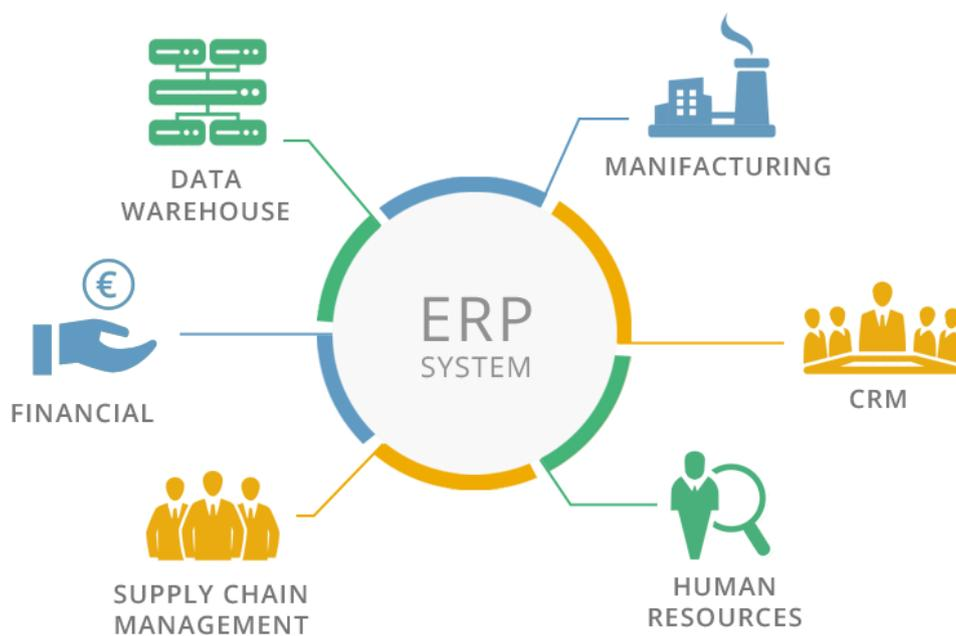 DATA
WAREHOUSE
MANIFACTURING
€
ERP
SYSTEM
FINANCIAL
CRM
SUPPLY CHAIN
MANAGEMENT
HUMAN
RESOURCES